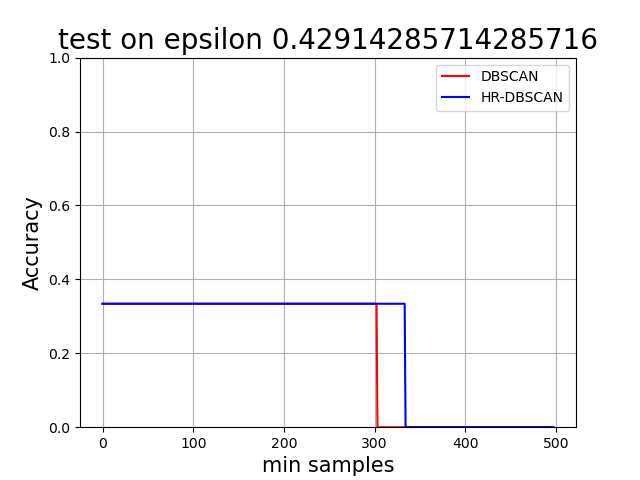 test on epsilon 0.42914285714285716
DBSCAN
HR-DBSCAN
1.0
0.8
0.6
0.4
0.2
0.0
Accuracy
0 100 200 300 400 500
min samples